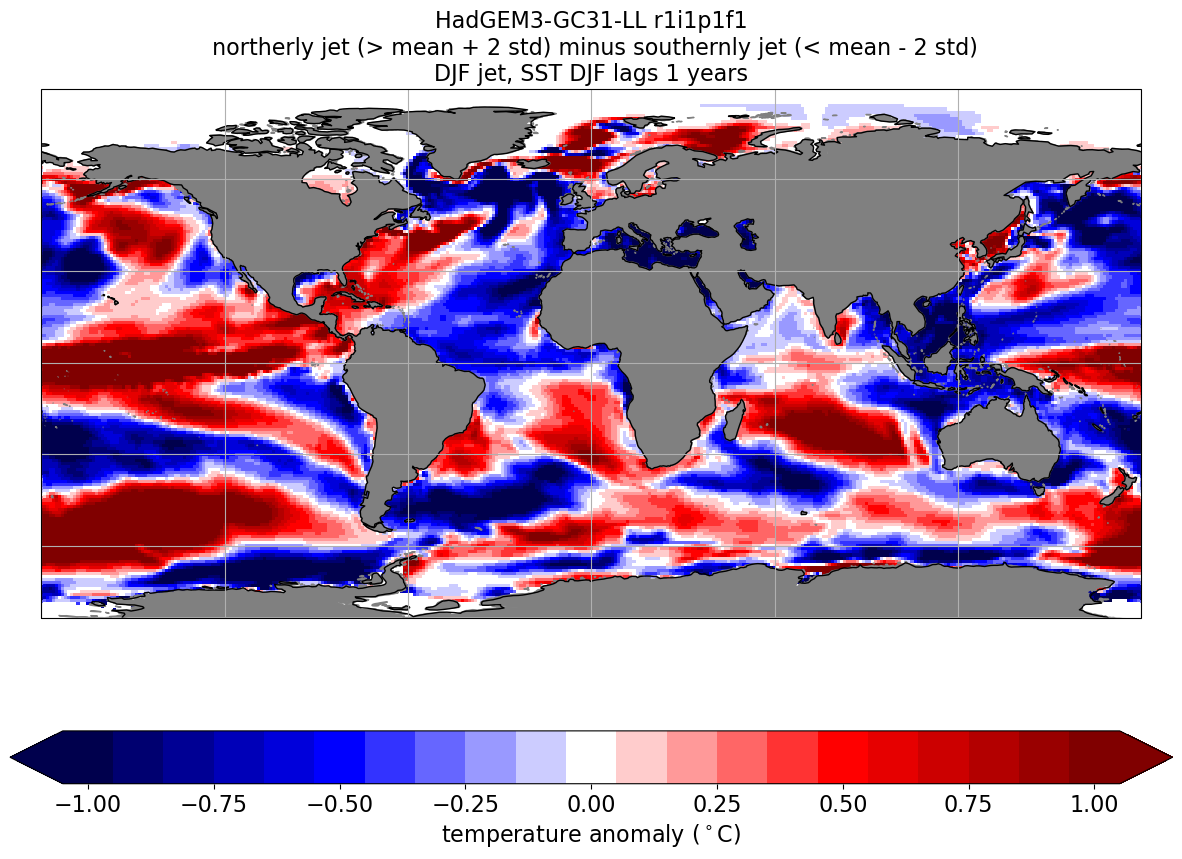 HadGEM3-GC31-LL r1i1p1f1
northerly jet (> mean + 2 std) minus southernly jet (< mean - 2 std)
DJF jet, SST DJF lags 1 years
−1.00 −0.75 −0.50 −0.25 0.00 0.25 0.50 0.75 1.00
temperature anomaly (°C)